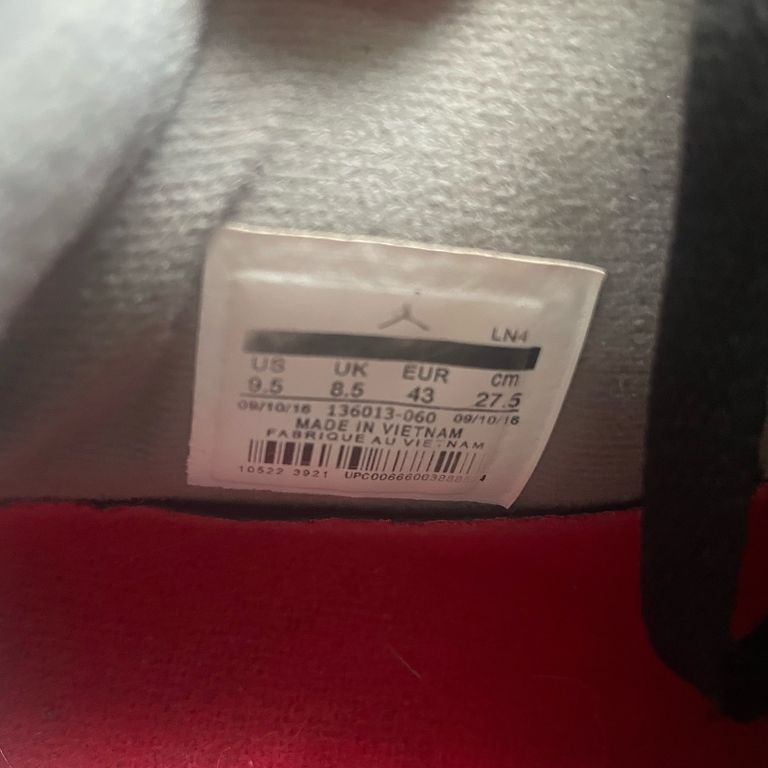 LN4
US UK EUR cm
9.5 8.5 43 27.5
09/10/16 136013-060 09/10/16
MADE IN VIETNAM
FABRIQUE AU VIETNAM
10522 3921